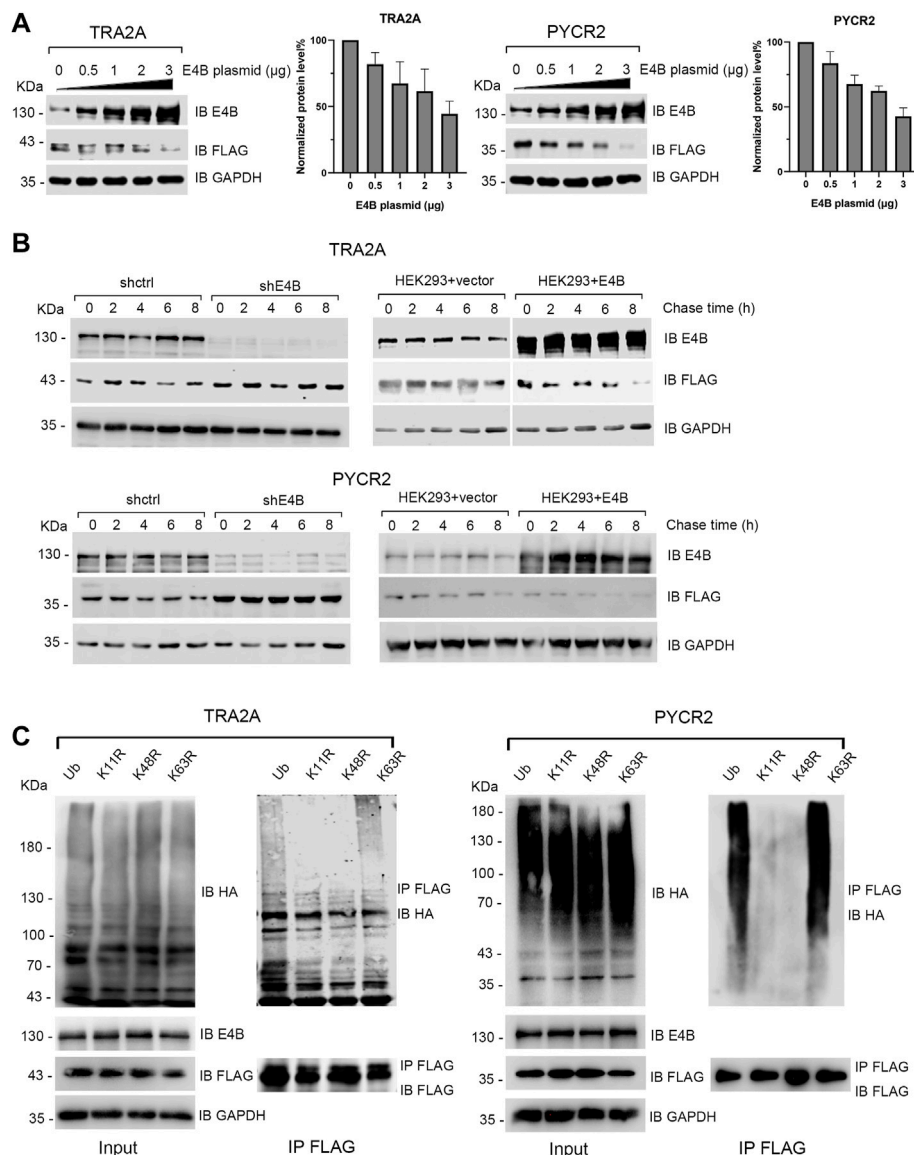 A
TRA2A
0 0.5 1 2 3 E4B plasmid (µg)
KDa
130 - IB E4B
43 -
IB FLAG
35 - IB GAPDH
TRA2A
Normalized protein level%
100
50
0
0 0.5 1 2 3
E4B plasmid (µg)
PYCR2
0 0.5 1 2 3 E4B plasmid (µg)
KDa
130 - IB E4B
35 - IB FLAG
35 - IB GAPDH
PYCR2
Normalized protein level%
100
50
0
0 0.5 1 2 3
E4B plasmid (µg)
B
TRA2A
shctrl shE4B HEK293+vector HEK293+E4B
KDa 0 2 4 6 8 0 2 4 6 8 0 2 4 6 8 0 2 4 6 8 Chase time (h)
130 - IB E4B
43 - IB FLAG
35 - IB GAPDH
PYCR2
shctrl shE4B HEK293+vector HEK293+E4B
KDa 0 2 4 6 8 0 2 4 6 8 0 2 4 6 8 0 2 4 6 8 Chase time (h)
130 - IB E4B
35 - IB FLAG
35 - IB GAPDH
C
TRA2A
Ub K11R K48R K63R Ub K11R K48R K63R
KDa
180 -
130 -
100 -
70 -
43 -
IB HA
IP FLAG
IB HA
130 - IB E4B
43 - IB FLAG
IP FLAG
IB FLAG
35 - IB GAPDH
Input IP FLAG
PYCR2
Ub K11R K48R K63R Ub K11R K48R K63R
KDa
180 -
130 -
100 -
70 -
43 -
35 -
IB HA
IP FLAG
IB HA
130 - IB E4B
35 - IB FLAG
IP FLAG
IB FLAG
35 - IB GAPDH
Input IP FLAG